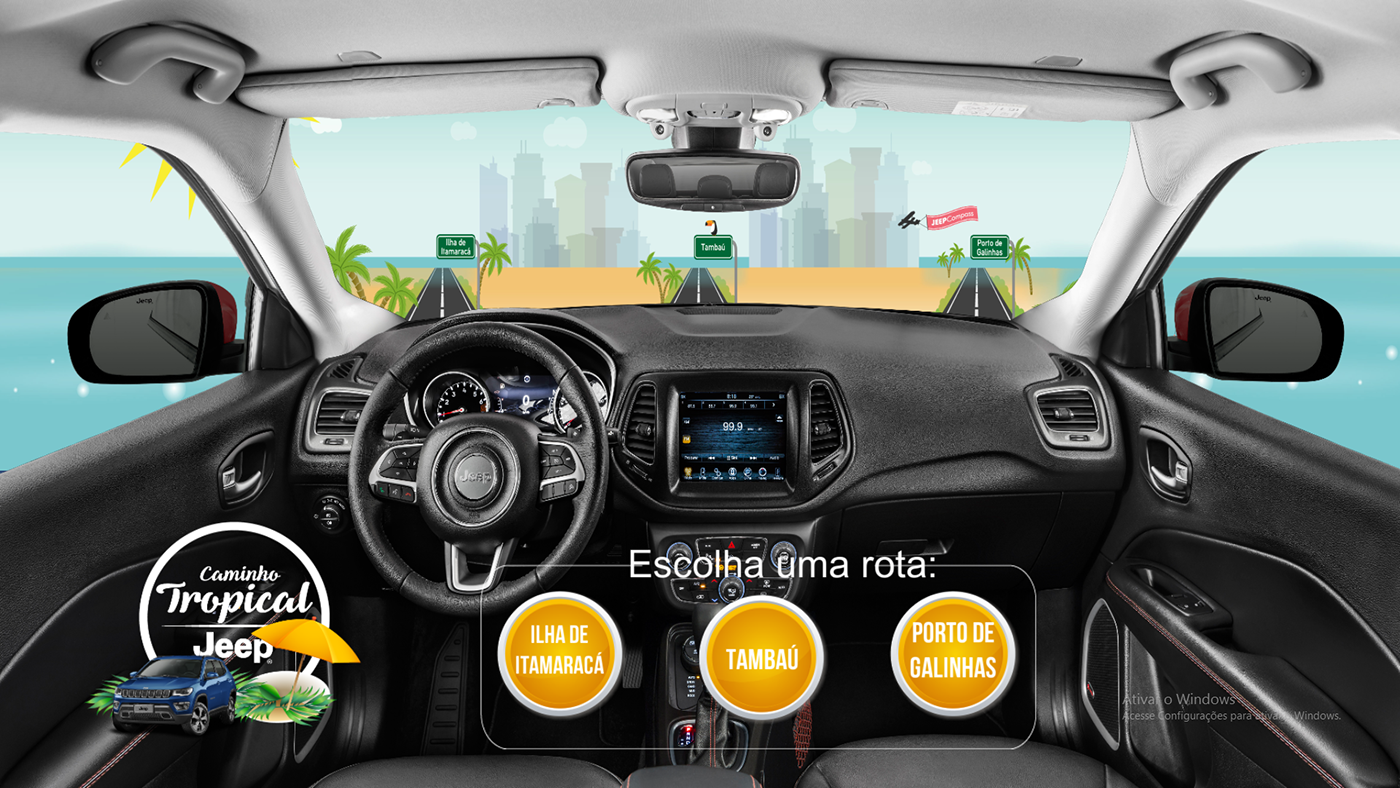 JEEPCompass
Ilha de
Itamaracá
Tambaú
Porto de
Galinhas
Jeep
Jeep
99.9
Jeep
Escolha uma rota:
Caminho
Tropical
Jeep
ILHA DE
ITAMARACÁ
TAMBAÚ
PORTO DE
GALINHAS
Ativar o Windows
Acesse Configurações para ativar o Windows.